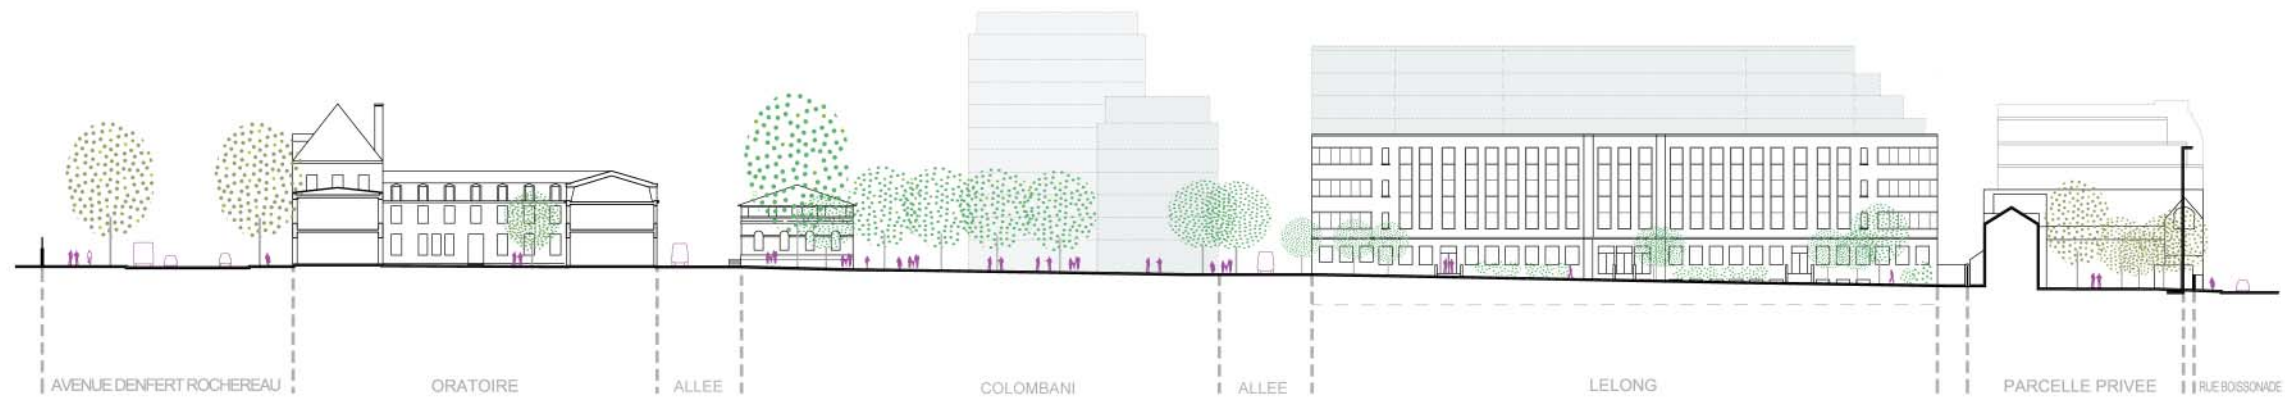 AVENUE DENFERT ROCHEREAU
ORATOIRE
ALLEE
COLOMBANI
ALLEE
LELONG
PARCELLE PRIVEE
RUE BOISSONADE